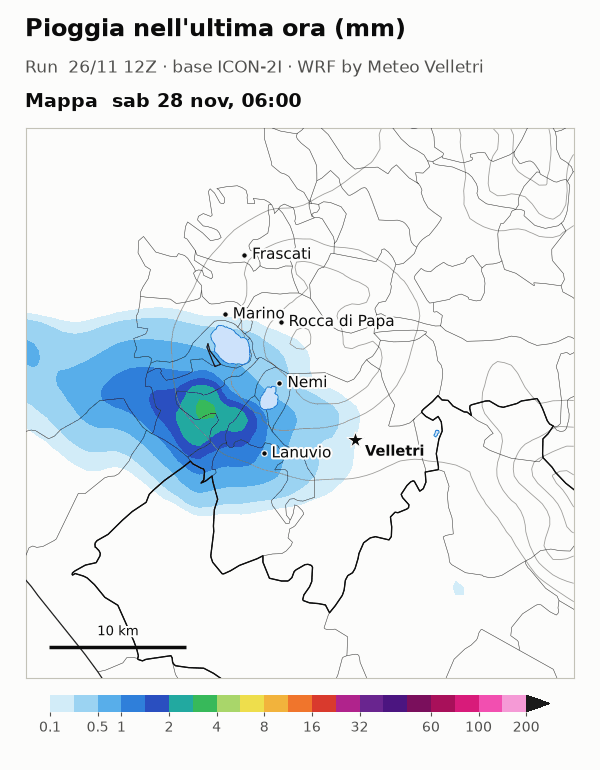 Pioggia nell'ultima ora (mm)
Run  26/11 12Z · base ICON-2I · WRF by Meteo Velletri
Mappa  sab 28 nov, 06:00
Frascati
Marino
Rocca di Papa
Nemi
Velletri
Lanuvio
10 km
0.1 0.5 1 2 4 8 16 32 60 100 200